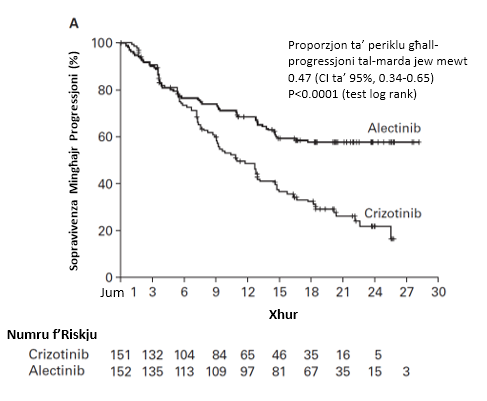 A
Proporzjon ta’ periklu għall-
progressjoni tal-marda jew mewt
0.47 (CI ta’ 95%, 0.34-0.65)
P<0.0001 (test log rank)
Sopravivenza Mingħajr Progressjoni (%)
100
80
60
40
20
0
Alectinib
Crizotinib
Jum 1 3 6 9 12 15 18 21 24 27 30
Xhur
Numru f’Riskju
Crizotinib 151 132 104 84 65 46 35 16 5
Alectinib 152 135 113 109 97 81 67 35 15 3